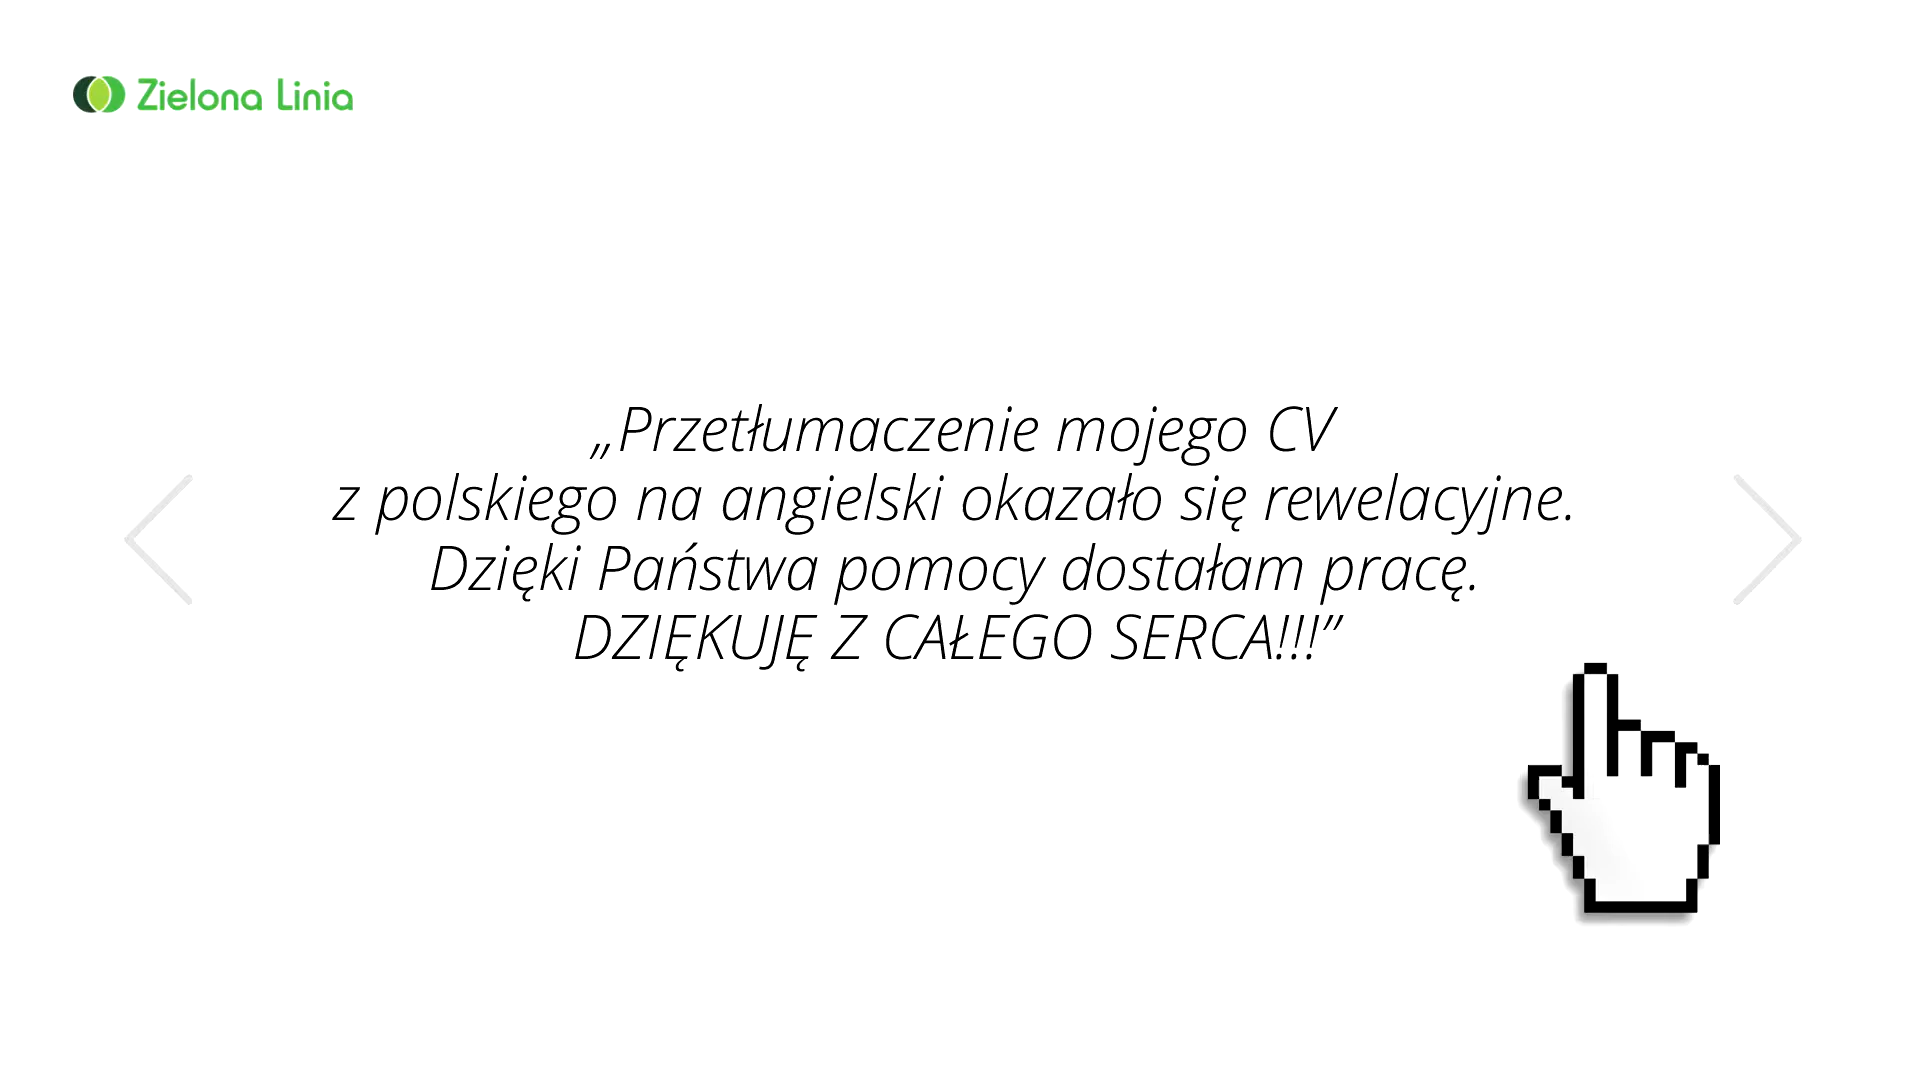 Zielona Linia
„Przetłumaczenie mojego CV
z polskiego na angielski okazało się rewelacyjne.
Dzięki Państwa pomocy dostałam pracę.
DZIĘKUJĘ Z CAŁEGO SERCA!!!”